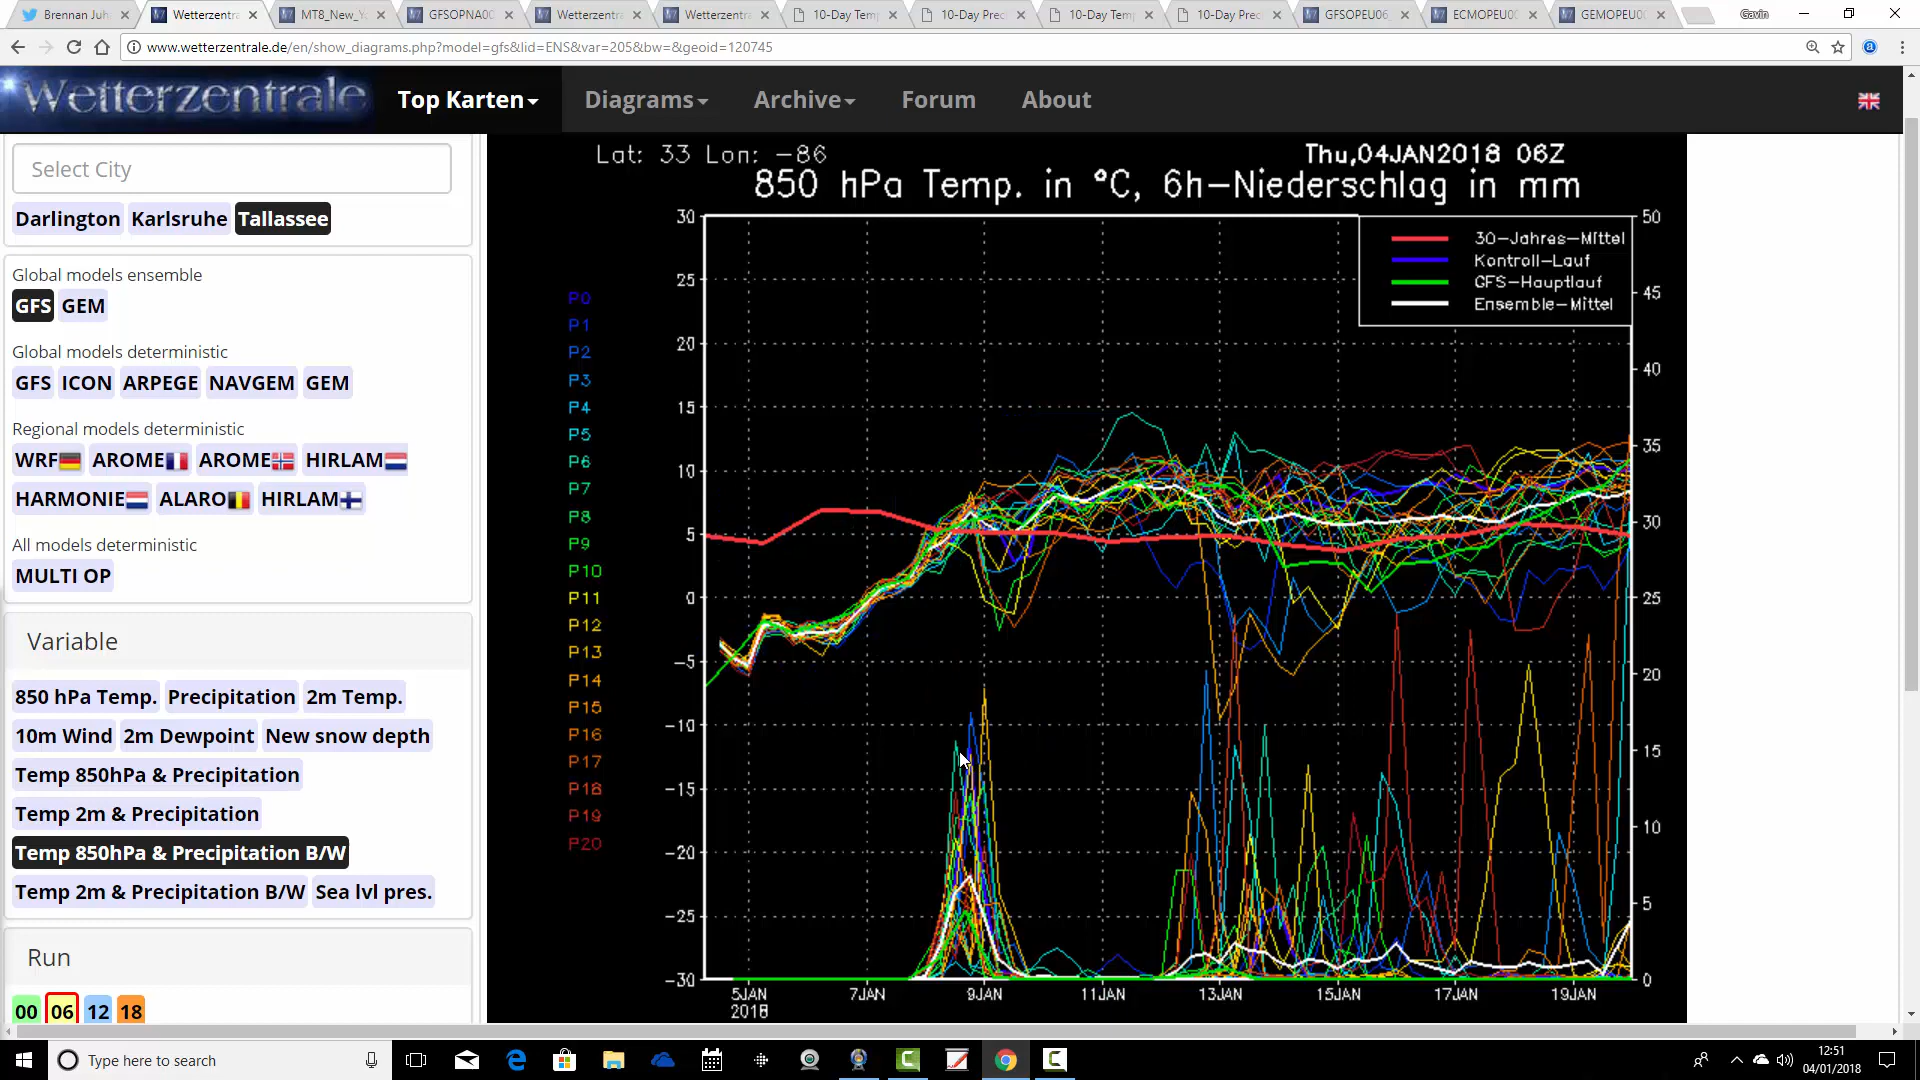 Brennan Juh
Wetterzentra
MT8_New_Y
GFSOPNA00
Wetterzentra
Wetterzentra
10-Day Tem
10-Day Prec
10-Day Tem
10-Day Prec
GFSOPEU06
ECMOPEU0
GEMOPEU0
Gavin
www.wetterzentrale.de/en/show_diagrams.php?model=gfs&lid=ENS&var=205&bw=&geoid=120745
Wetterzentrale
Top Karten
Diagrams
Archive
Forum
About
Select City
Darlington Karlsruhe Tallassee
Global models ensemble
GFS GEM
Global models deterministic
GFS ICON ARPEGE NAVGEM GEM
Regional models deterministic
WRF AROME AROME HIRLAM
HARMONIE ALARO HIRLAM
All models deterministic
MULTI OP
Variable
850 hPa Temp. Precipitation 2m Temp.
10m Wind 2m Dewpoint New snow depth
Temp 850hPa & Precipitation
Temp 2m & Precipitation
Temp 850hPa & Precipitation B/W
Temp 2m & Precipitation B/W Sea lvl pres.
Run
00 06 12 18
Lat: 33 Lon: -86
Thu,04JAN2018 06Z
850 hPa Temp. in °C, 6h-Niederschlag in mm
30-Jahres-Mittel
Kontroll-Lauf
GFS-Hauptlauf
Ensemble-Mittel
P0
P1
P2
P3
P4
P5
P6
P7
P8
P9
P10
P11
P12
P13
P14
P15
P16
P17
P18
P19
P20
30
25
20
15
10
5
0
-5
-10
-15
-20
-25
-30
50
45
40
35
30
25
20
15
10
5
0
5JAN
2018
7JAN
9JAN
11JAN
13JAN
15JAN
17JAN
19JAN
Type here to search
12:51
04/01/2018